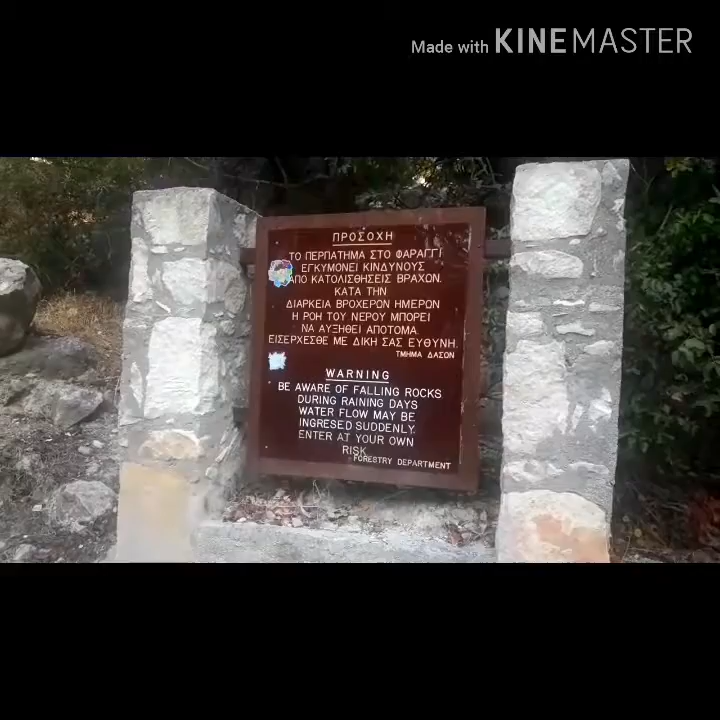 Made with KINEMASTER
ΠΡΟΣΟΧΗ
ΤΟ ΠΕΡΠΑΤΗΜΑ ΣΤΟ ΦΑΡΑΓΓΙ
ΕΓΚΥΜΟΝΕΙ ΚΙΝΔΥΝΟΥΣ
ΑΠΟ ΚΑΤΟΛΙΣΘΗΣΕΙΣ ΒΡΑΧΩΝ.
ΚΑΤΑ ΤΗΝ
ΔΙΑΡΚΕΙΑ ΒΡΟΧΕΡΩΝ ΗΜΕΡΩΝ
Η ΡΟΗ ΤΟΥ ΝΕΡΟΥ ΜΠΟΡΕΙ
ΝΑ ΑΥΞΗΘΕΙ ΑΠΟΤΟΜΑ.
ΕΙΣΕΡΧΕΣΘΕ ΜΕ ΔΙΚΗ ΣΑΣ ΕΥΘΥΝΗ.
ΤΜΗΜΑ ΔΑΣΩΝ
WARNING
BE AWARE OF FALLING ROCKS
DURING RAINING DAYS
WATER FLOW MAY BE
INGRESED SUDDENLY.
ENTER AT YOUR OWN
RISK
FORESTRY DEPARTMENT